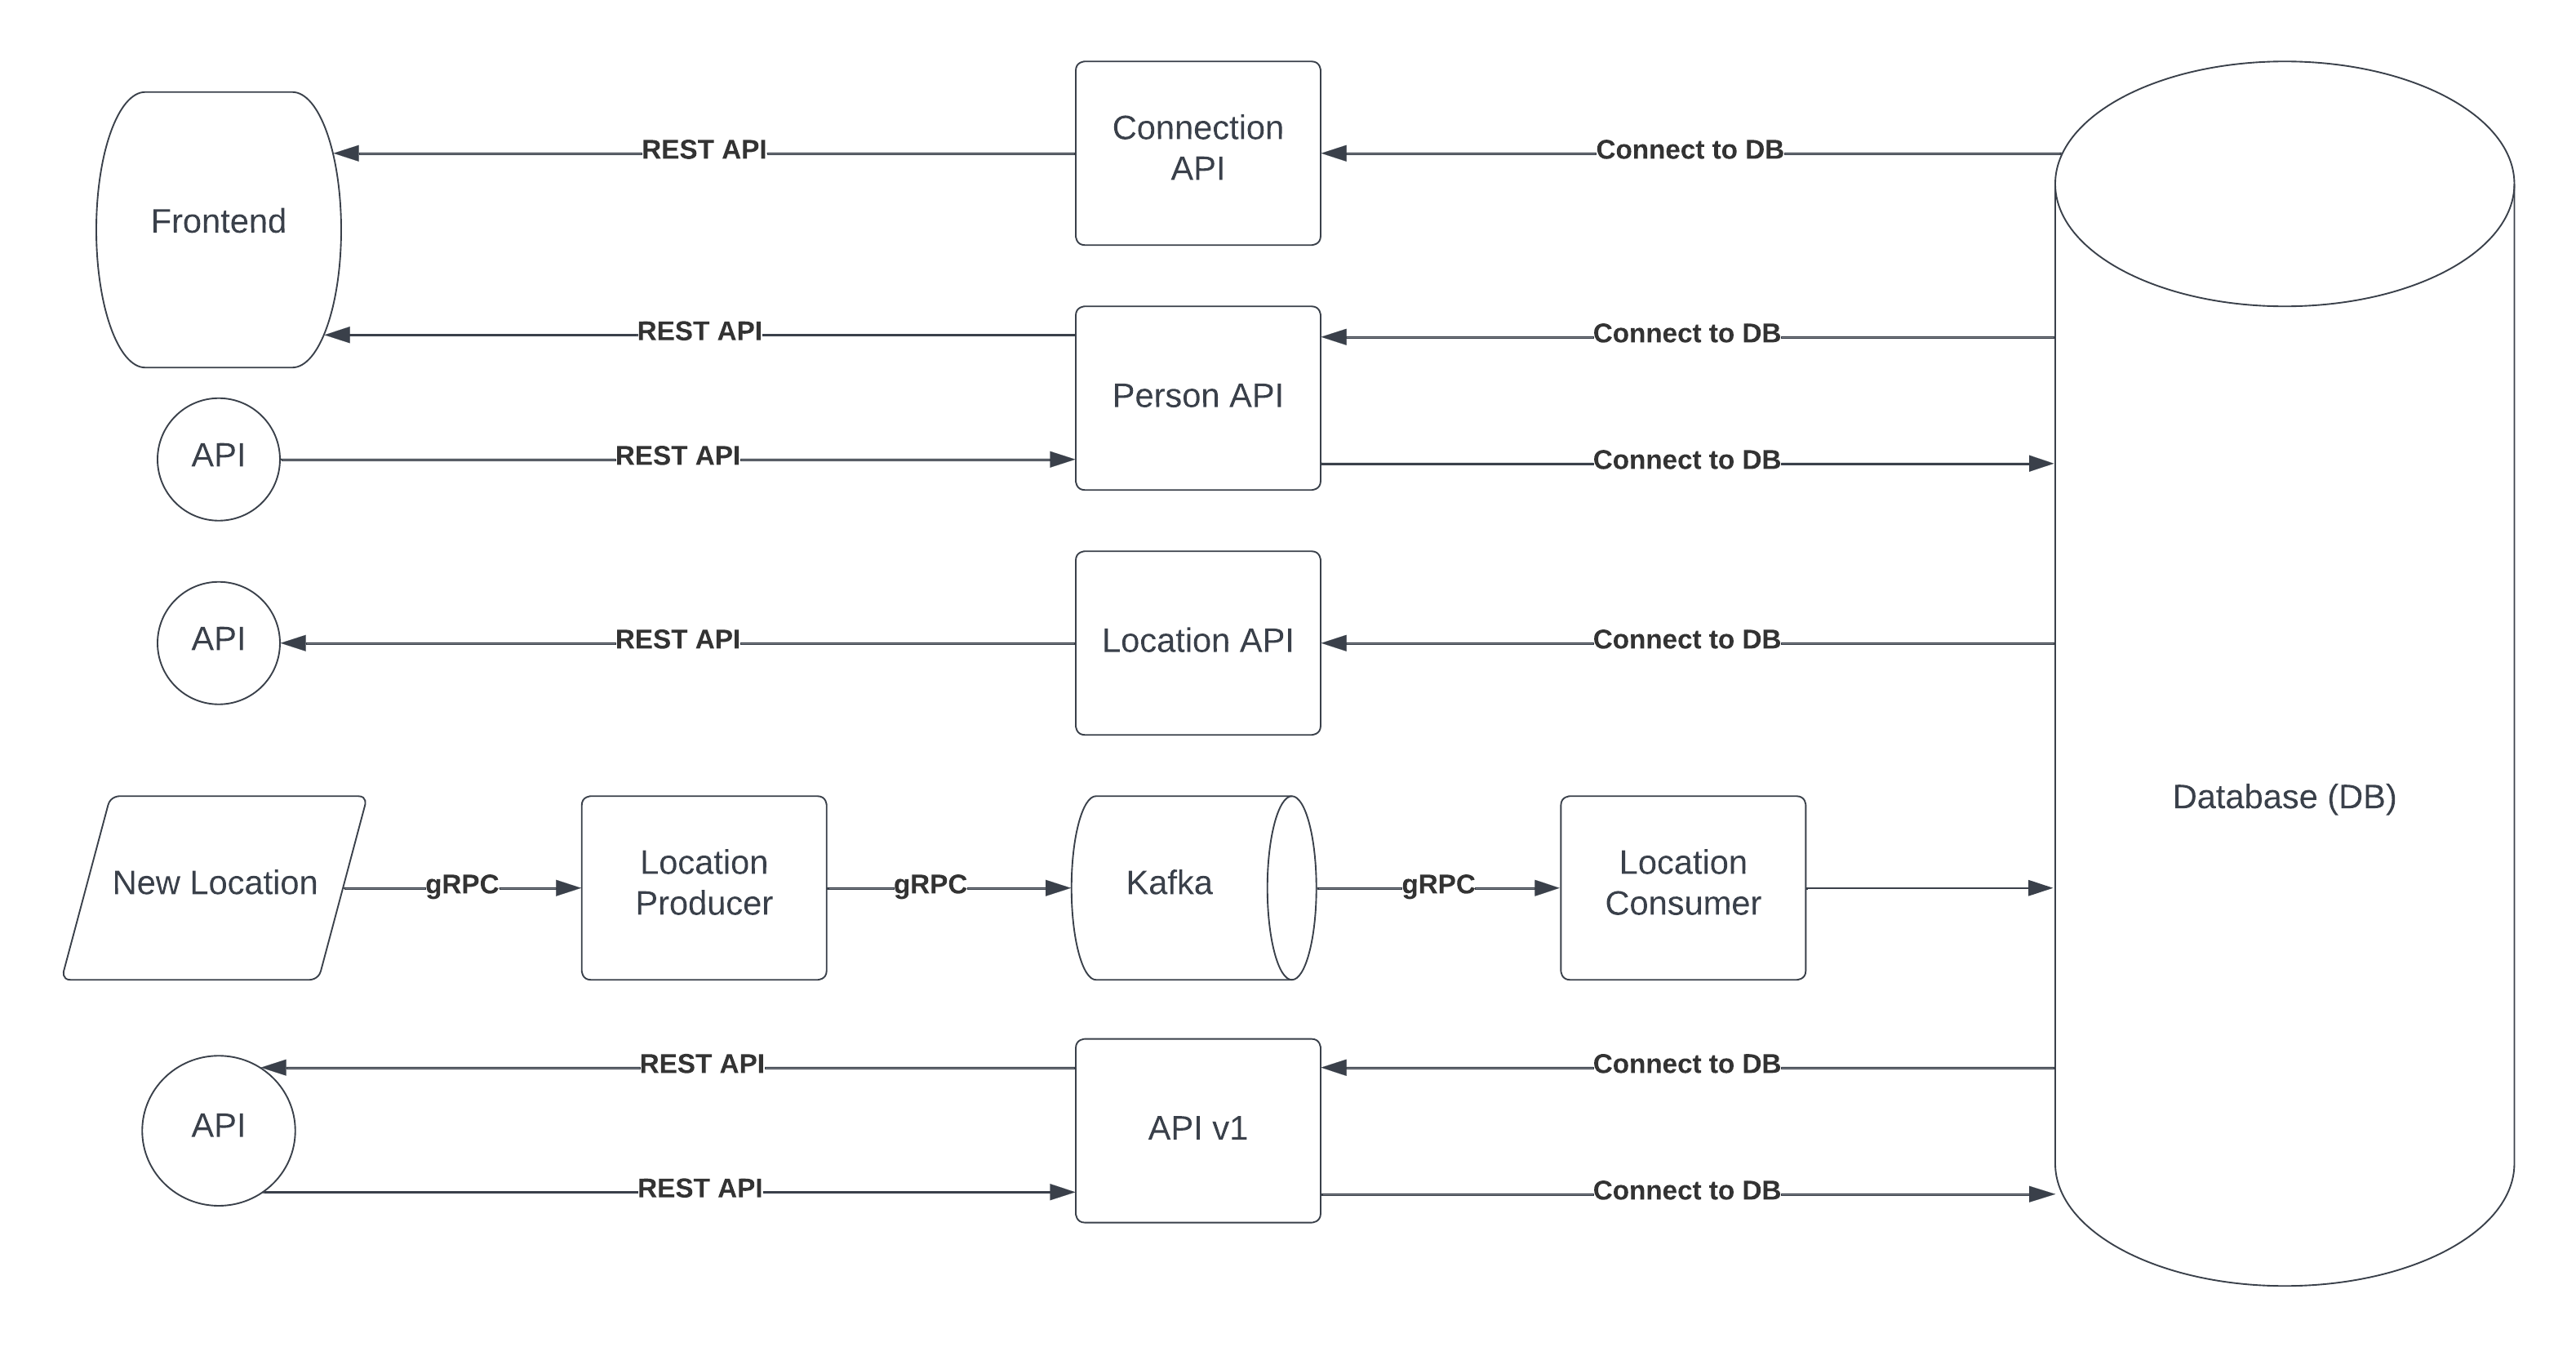 Frontend
REST API
Connection
API
Connect to DB
REST API
Person API
Connect to DB
API
REST API
Connect to DB
API
REST API
Location API
Connect to DB
Database (DB)
New Location
gRPC
Location
Producer
gRPC
Kafka
gRPC
Location
Consumer
API
REST API
API v1
Connect to DB
REST API
Connect to DB